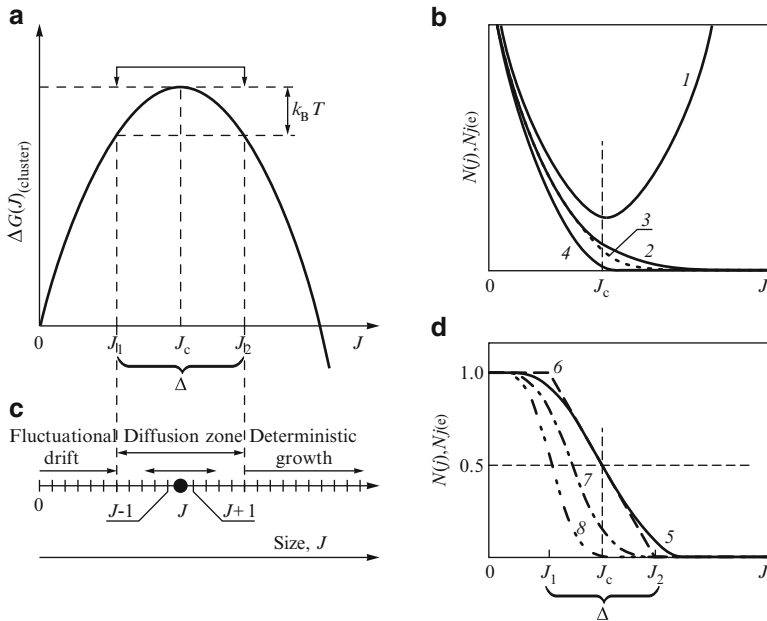 a
ΔG(J)(cluster)
k_B T
0
J_1
J_c
J_2
J
Δ
b
N(j), Nj(e)
1
2
3
4
J_c
J
c
Fluctuational drift
Diffusion zone
Deterministic growth
0
J-1
J
J+1
Size, J
d
N(j), Nj(e)
1.0
0.5
6
7
8
5
0
J_1
J_c
J_2
J
Δ
0